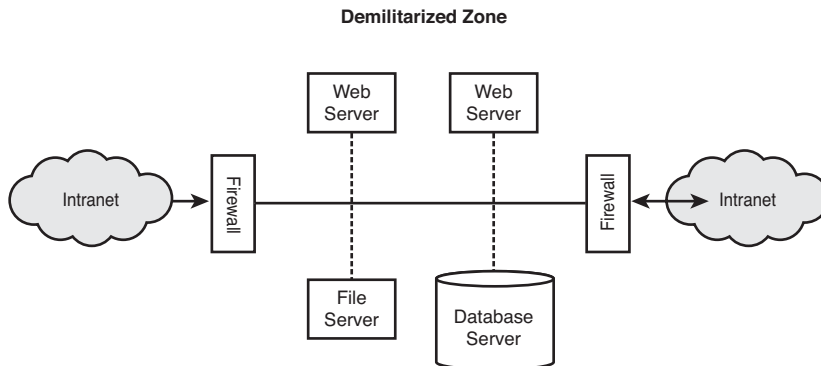 Demilitarized Zone
Web
Server
Web
Server
Intranet
Firewall
Firewall
Intranet
File
Server
Database
Server